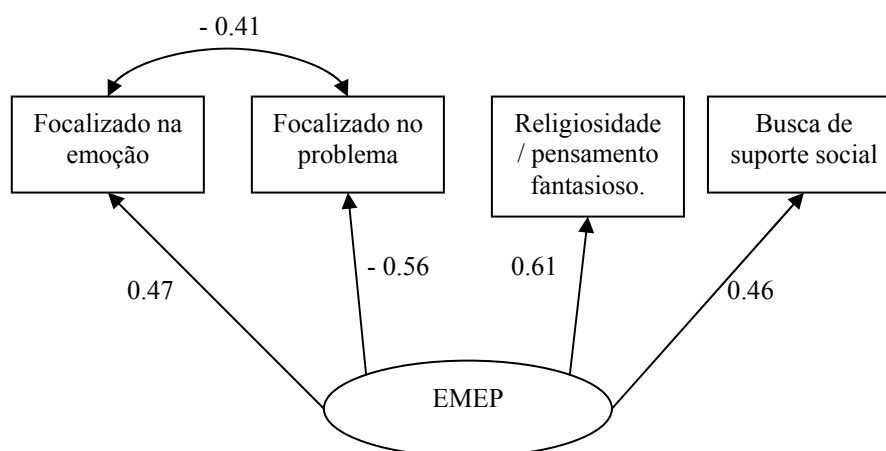 - 0.41
Focalizado na
emoção
Focalizado no
problema
Religiosidade
/ pensamento
fantasioso.
Busca de
suporte social
0.47
- 0.56
0.61
0.46
EMEP